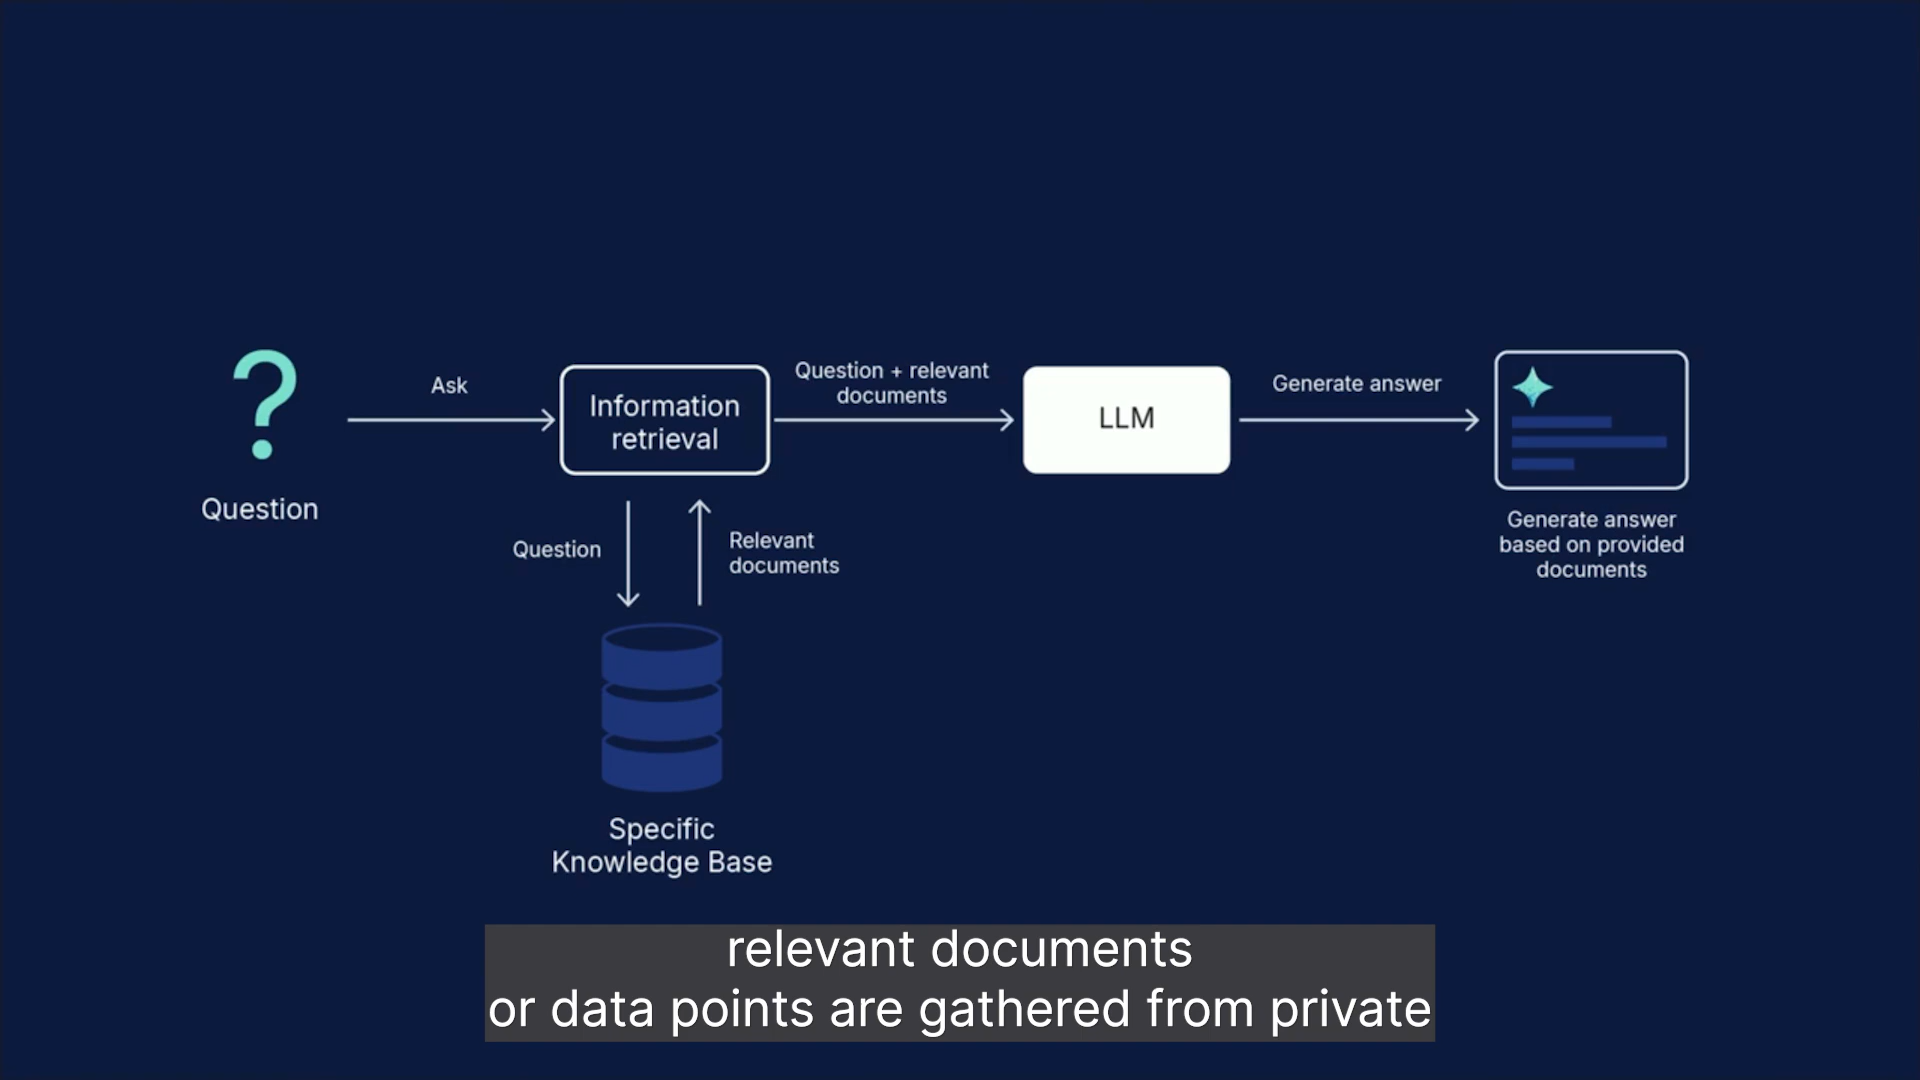 ?
Question
Ask
Information
retrieval
Question + relevant
documents
LLM
Generate answer
Generate answer
based on provided
documents
Question
Relevant
documents
Specific
Knowledge Base
relevant documents
or data points are gathered from private